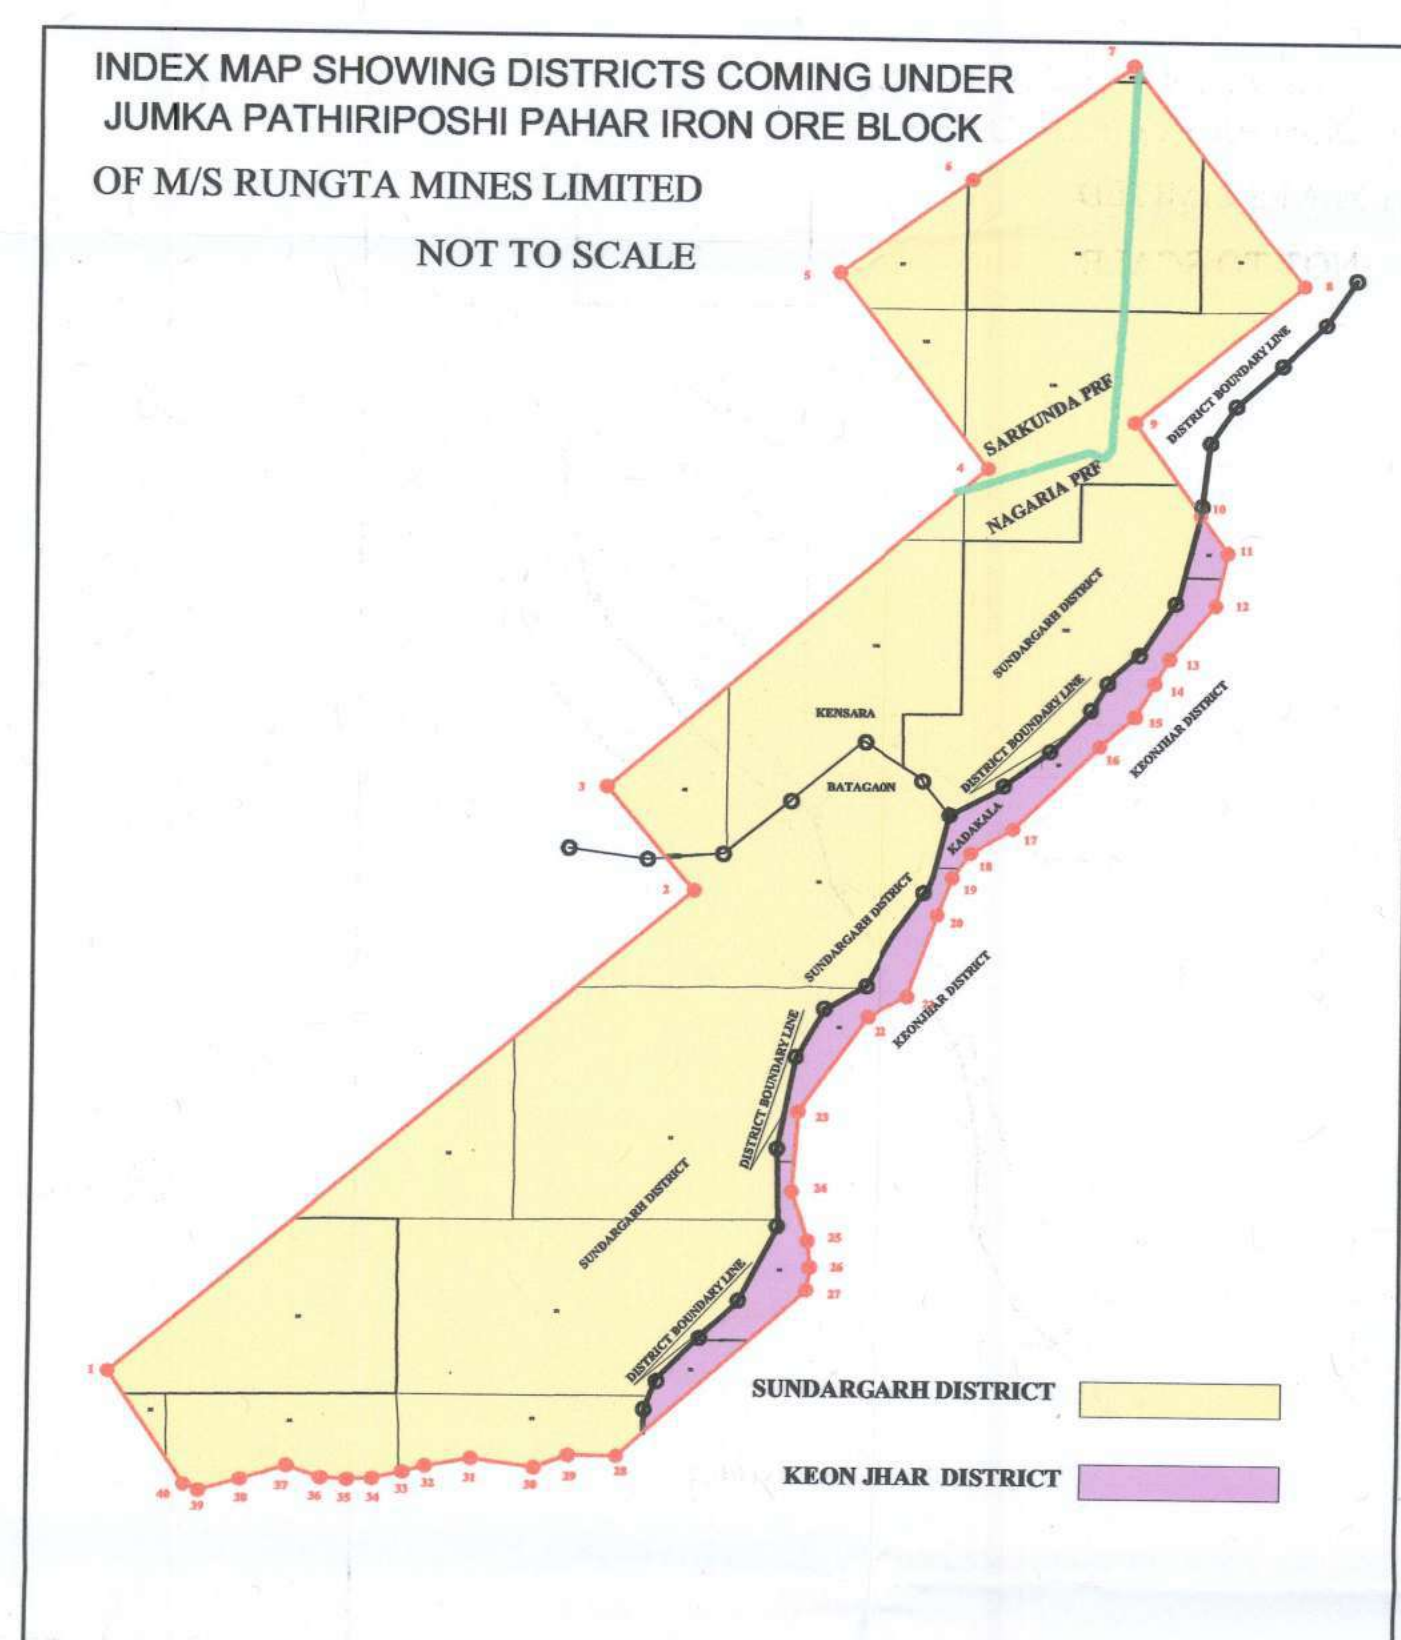 INDEX MAP SHOWING DISTRICTS COMING UNDER
JUMKA PATHIRIPOSHI PAHAR IRON ORE BLOCK
OF M/S RUNGTA MINES LIMITED
NOT TO SCALE
7
6
5
8
DISTRICT BOUNDARY LINE
SARKUNDA PRF
9
4
NAGARIA PRF
10
11
12
SUNDARGARH DISTRICT
13
14
15
16
DISTRICT BOUNDARY LINE
KEONJHAR DISTRICT
KENSARA
BATAGAON
3
KADAKALA
17
18
19
20
2
SUNDARGARH DISTRICT
KEONJHAR DISTRICT
22
DISTRICT BOUNDARY LINE
23
24
SUNDARGARH DISTRICT
25
26
27
DISTRICT BOUNDARY LINE
1
SUNDARGARH DISTRICT
KEON JHAR DISTRICT
40
39
38
37
36
35
34
33
32
31
30
29
28